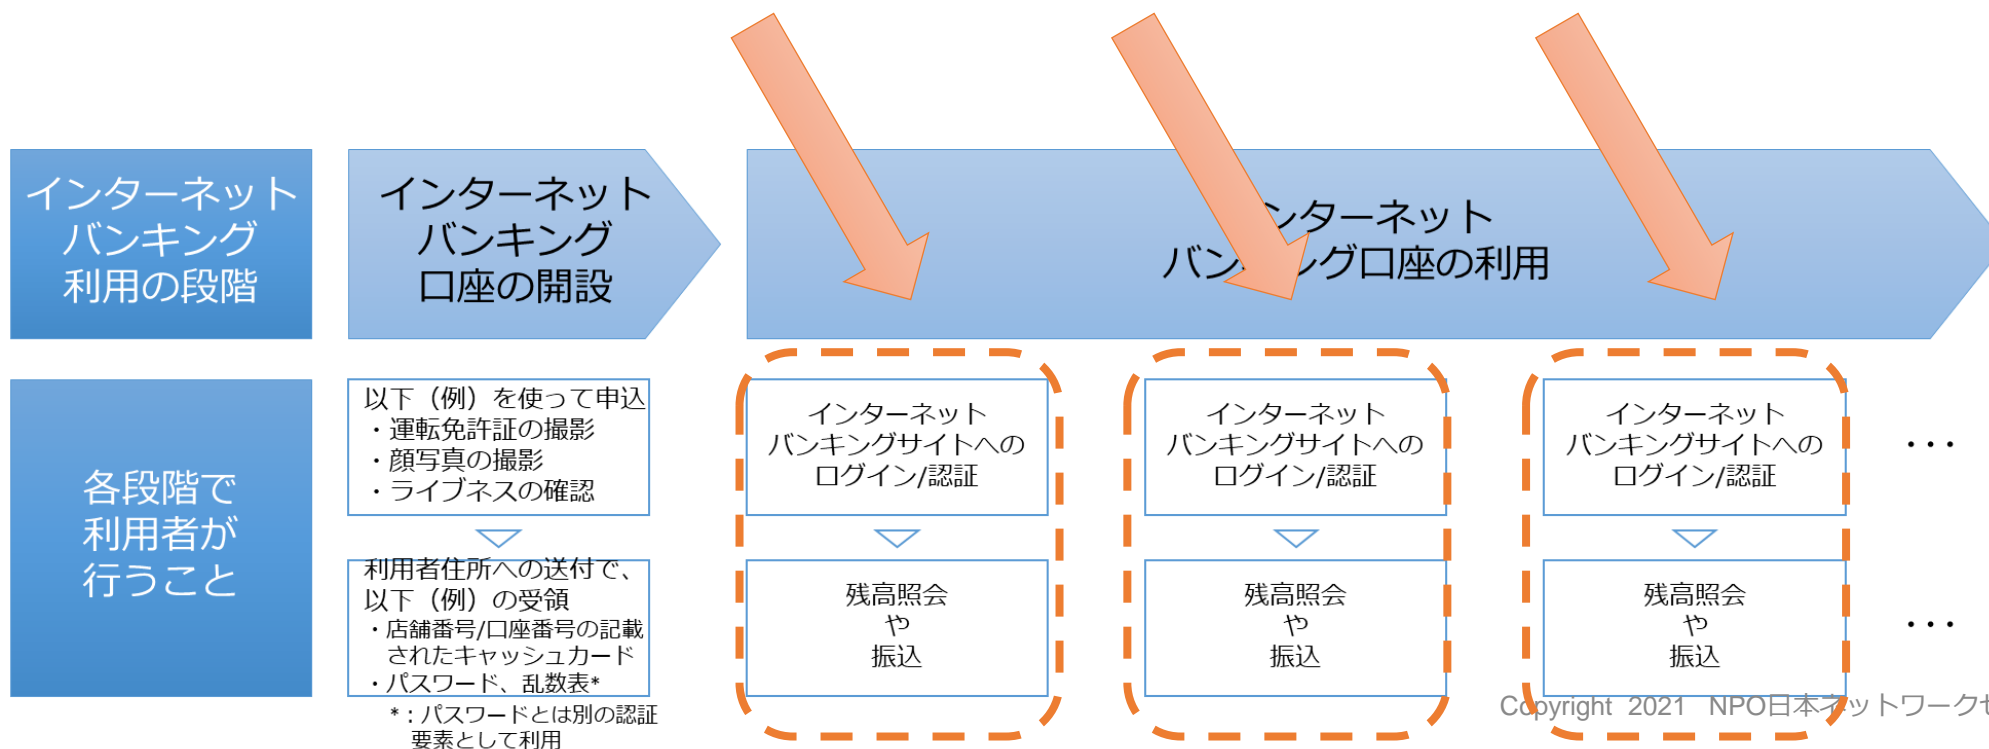 インターネット
バンキング
利用の段階
インターネット
バンキング
口座の開設
ンターネット
バンキング口座の利用
各段階で
利用者が
行うこと
以下（例）を使って申込
・運転免許証の撮影
・顔写真の撮影
・ライブネスの確認
利用者住所への送付で、
以下（例）の受領
・店舗番号/口座番号の記載
されたキャッシュカード
・パスワード、乱数表*
*：パスワードとは別の認証
要素として利用
インターネット
バンキングサイトへの
ログイン/認証
残高照会
や
振込
インターネット
バンキングサイトへの
ログイン/認証
残高照会
や
振込
インターネット
バンキングサイトへの
ログイン/認証
残高照会
や
振込
・・・
・・・
Copyright 2021 NPO日本ネットワークセ